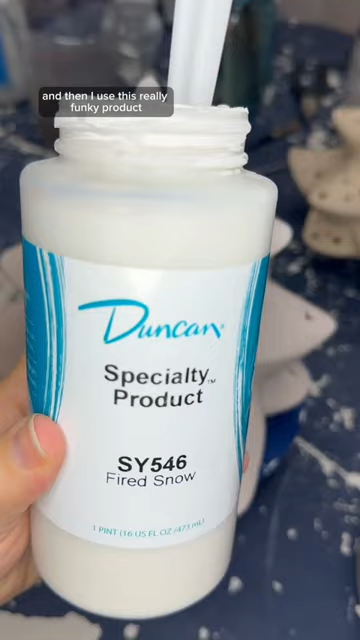 and then I use this really
funky product
Duncan®
Specialty™
Product
SY546
Fired Snow
1 PINT (16 US FL OZ / 473 mL)